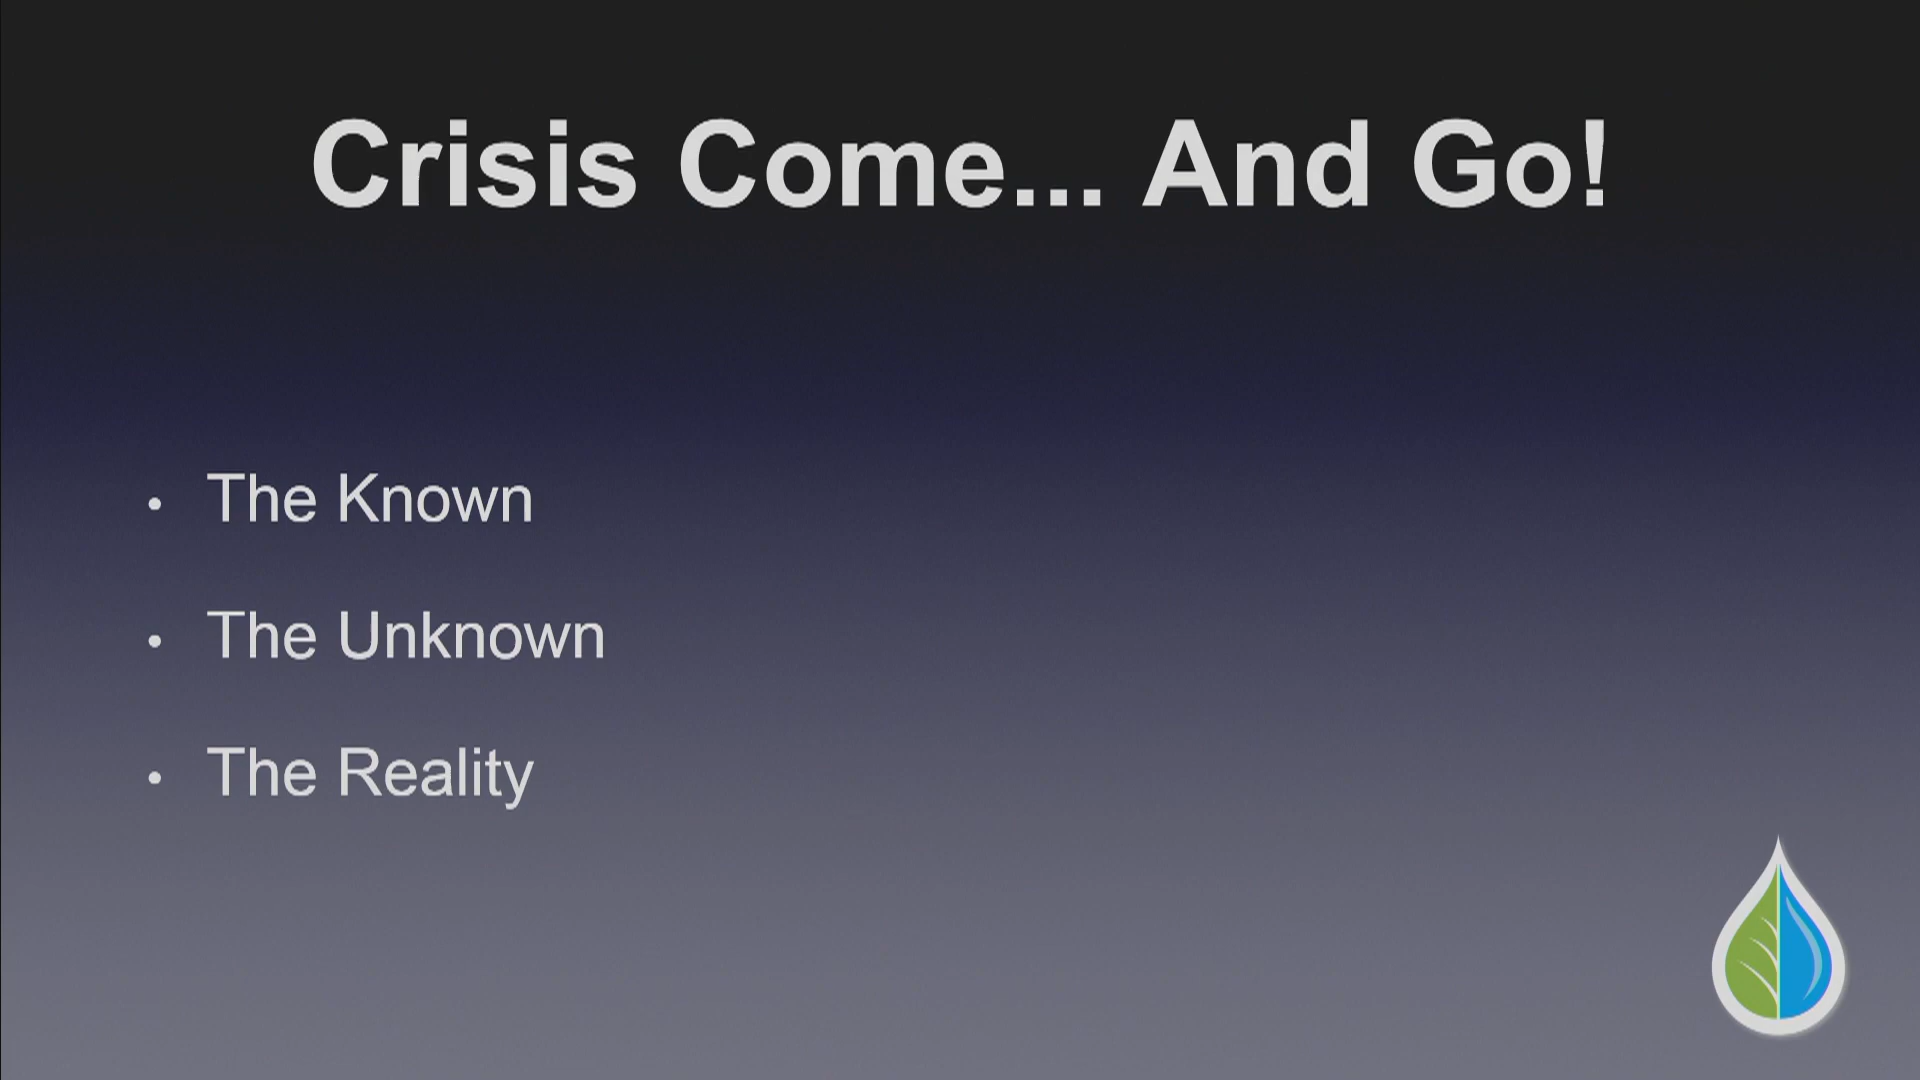 Crisis Come... And Go!
• The Known
• The Unknown
• The Reality